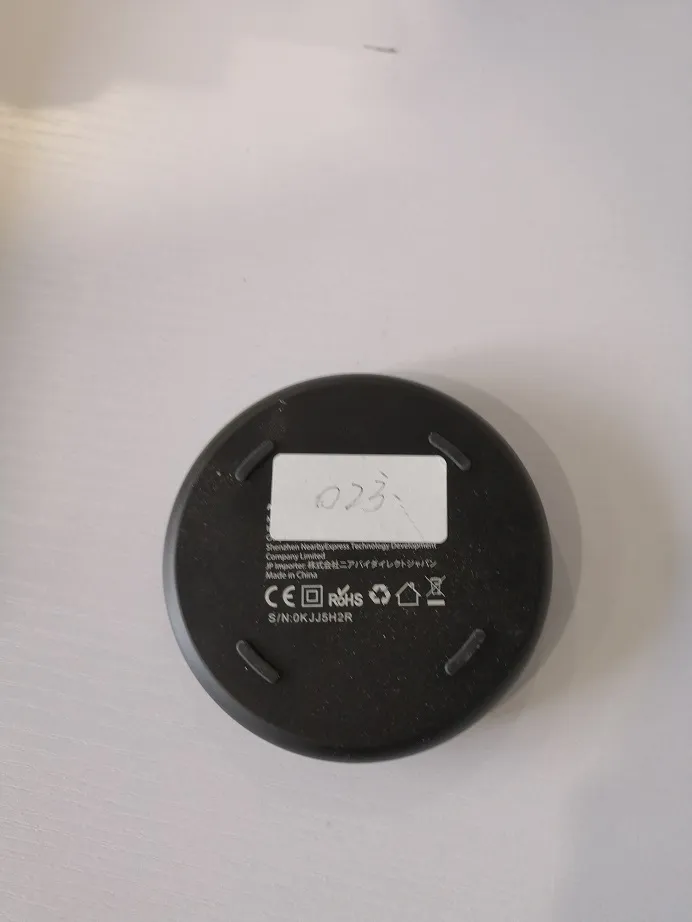 023
Shenzhen NearbyExpress Technology Development
Company Limited
JP Importer: 株式会社ニアバイダイレクトジャパン
Made in China
CE RoHS
S/N:0KJJ5H2R